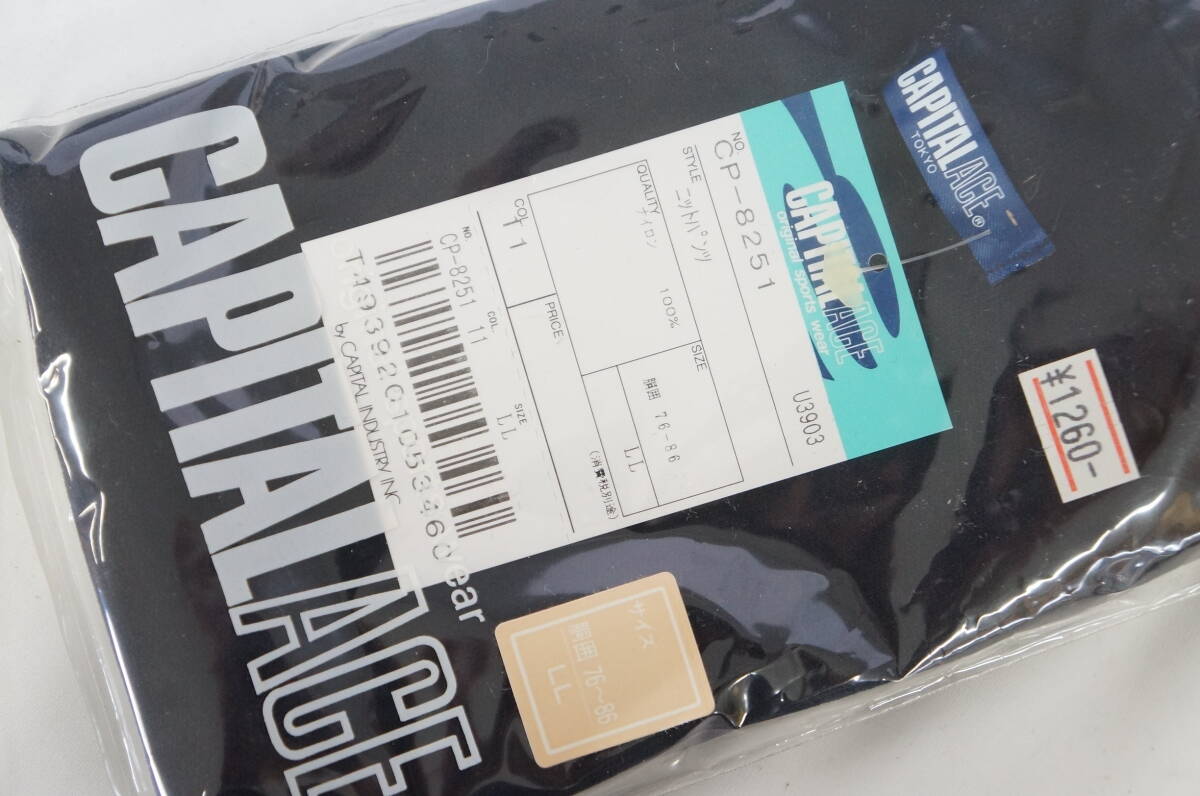 CAPITALACE
by CAPITAL INDUSTRY INC
CAPITALACE®
TOKYO
CAPITALACE
original sports wear
U3903
NO. CP-8251
STYLE ニットパンツ
QUALITY
ナイロン 100%
SIZE
胴囲 76-86
LL
PRICE
(消費税別途)
COL
11
NO. CP-8251
COL. 11
SIZE LL
ear
¥1260-
サイズ
胴囲 76~86
LL